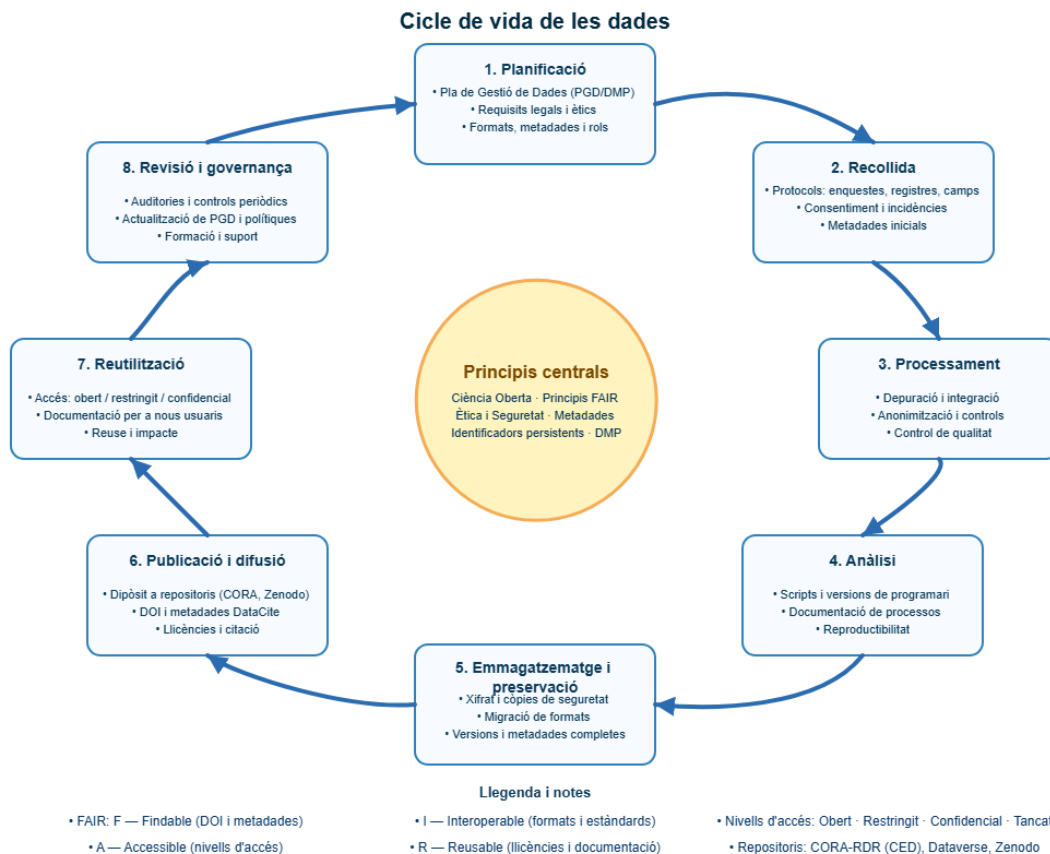 Cicle de vida de les dades
1. Planificació
• Pla de Gestió de Dades (PGD/DMP)
• Requisits legals i ètics
• Formats, metadades i rols
2. Recollida
• Protocols: enquestes, registres, camps
• Consentiment i incidències
• Metadades inicials
3. Processament
• Depuració i integració
• Anonimització i controls
• Control de qualitat
4. Anàlisi
• Scripts i versions de programari
• Documentació de processos
• Reproductibilitat
5. Emmagatzematge i
preservació
• Xifrat i còpies de seguretat
• Migració de formats
• Versions i metadades completes
6. Publicació i difusió
• Dipòsit a repositoris (CORA, Zenodo)
• DOI i metadades DataCite
• Llicències i citació
7. Reutilització
• Accés: obert / restringit / confidencial
• Documentació per a nous usuaris
• Reuse i impacte
8. Revisió i governança
• Auditories i controls periòdics
• Actualització de PGD i polítiques
• Formació i suport
Principis centrals
Ciència Oberta · Principis FAIR
Ètica i Seguretat · Metadades
Identificadors persistents · DMP
Llegenda i notes
• FAIR: F — Findable (DOI i metadades)
• A — Accessible (nivells d'accés)
• I — Interoperable (formats i estàndards)
• R — Reusable (llicències i documentació)
• Nivells d'accés: Obert · Restringit · Confidencial · Tancat
• Repositoris: CORA-RDR (CED), Dataverse, Zenodo